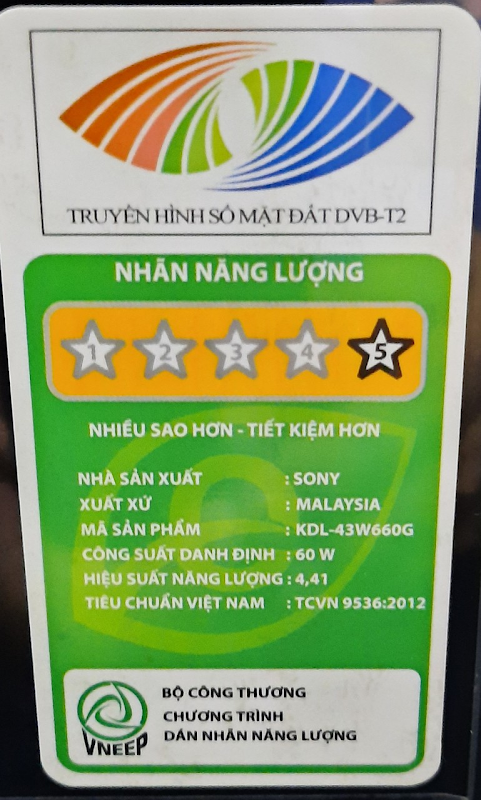 TRUYỀN HÌNH SỐ MẶT ĐẤT DVB-T2
NHÃN NĂNG LƯỢNG
1 2 3 4 5
NHIỀU SAO HƠN - TIẾT KIỆM HƠN
NHÀ SẢN XUẤT : SONY
XUẤT XỨ : MALAYSIA
MÃ SẢN PHẨM : KDL-43W660G
CÔNG SUẤT DANH ĐỊNH : 60 W
HIỆU SUẤT NĂNG LƯỢNG : 4,41
TIÊU CHUẨN VIỆT NAM : TCVN 9536:2012
BỘ CÔNG THƯƠNG
CHƯƠNG TRÌNH
DÁN NHÃN NĂNG LƯỢNG
VNEEP